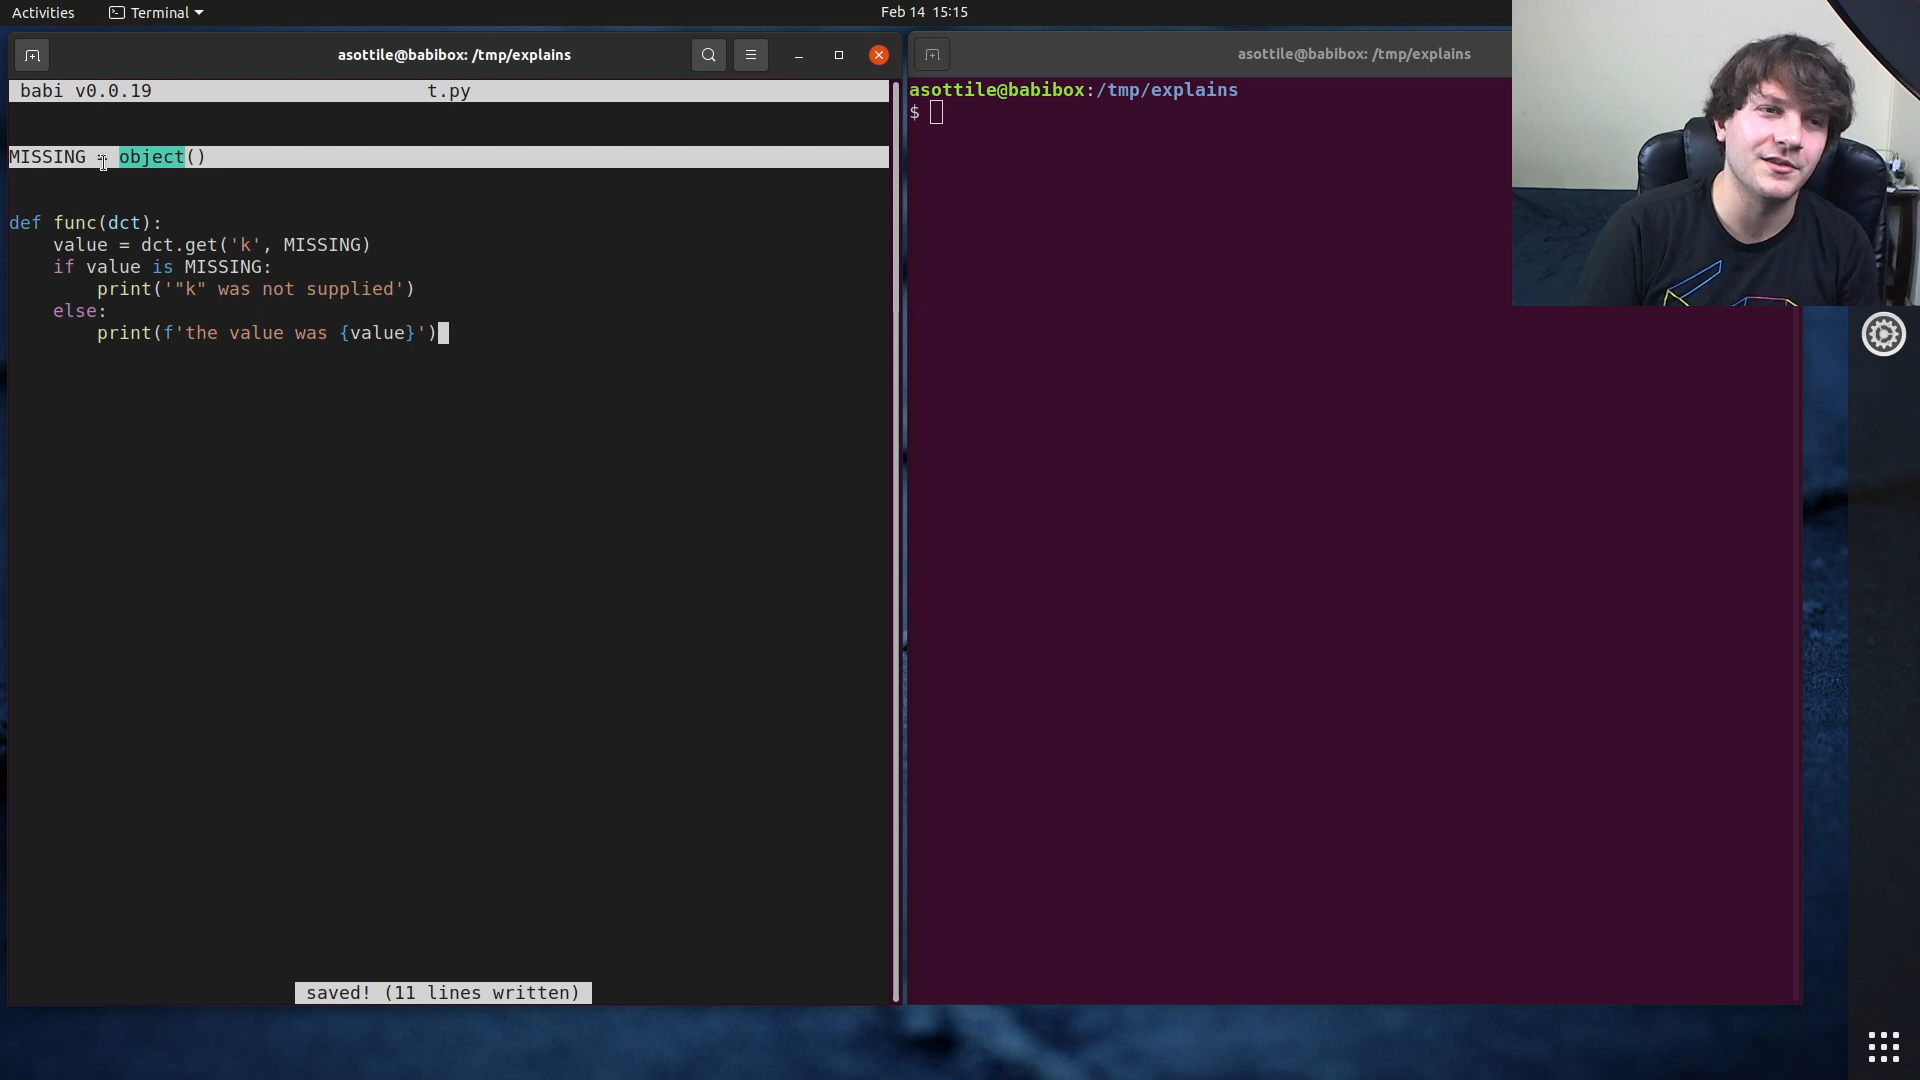 Activities
Terminal
Feb 14 15:15
asottile@babibox: /tmp/explains
babi v0.0.19 t.py
MISSING = object()
def func(dct):
    value = dct.get('k', MISSING)
    if value is MISSING:
        print('"k" was not supplied')
    else:
        print(f'the value was {value}')
saved! (11 lines written)
asottile@babibox: /tmp/explains
asottile@babibox:/tmp/explains
$